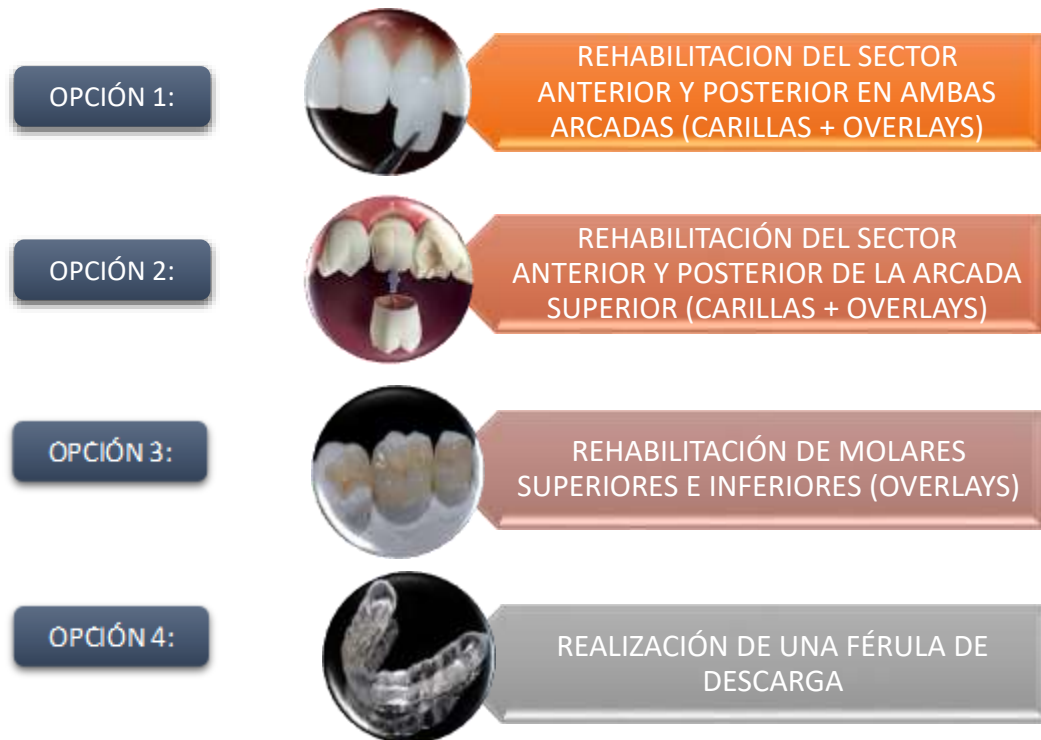 OPCIÓN 1:
REHABILITACION DEL SECTOR
ANTERIOR Y POSTERIOR EN AMBAS
ARCADAS (CARILLAS + OVERLAYS)
OPCIÓN 2:
REHABILITACIÓN DEL SECTOR
ANTERIOR Y POSTERIOR DE LA ARCADA
SUPERIOR (CARILLAS + OVERLAYS)
OPCIÓN 3:
REHABILITACIÓN DE MOLARES
SUPERIORES E INFERIORES (OVERLAYS)
OPCIÓN 4:
REALIZACIÓN DE UNA FÉRULA DE
DESCARGA